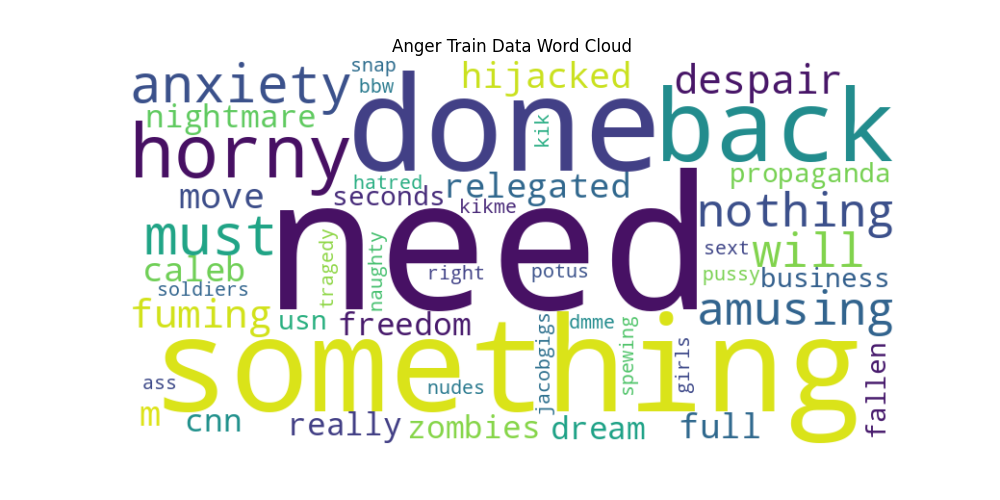 Anger Train Data Word Cloud
snap
hijacked
despair
anxiety
bbw
done
back
nightmare
kik
horny
propaganda
hatred
relegated
move
seconds
kikme
need
nothing
must
will
sext
caleb
tragedy
naughty
right
potus
pussy
business
soldiers
amusing
fuming
usn
freedom
dmme
something
jacobgigs
spewing
girls
fallen
ass
nudes
m
cnn
really
zombies
dream
full